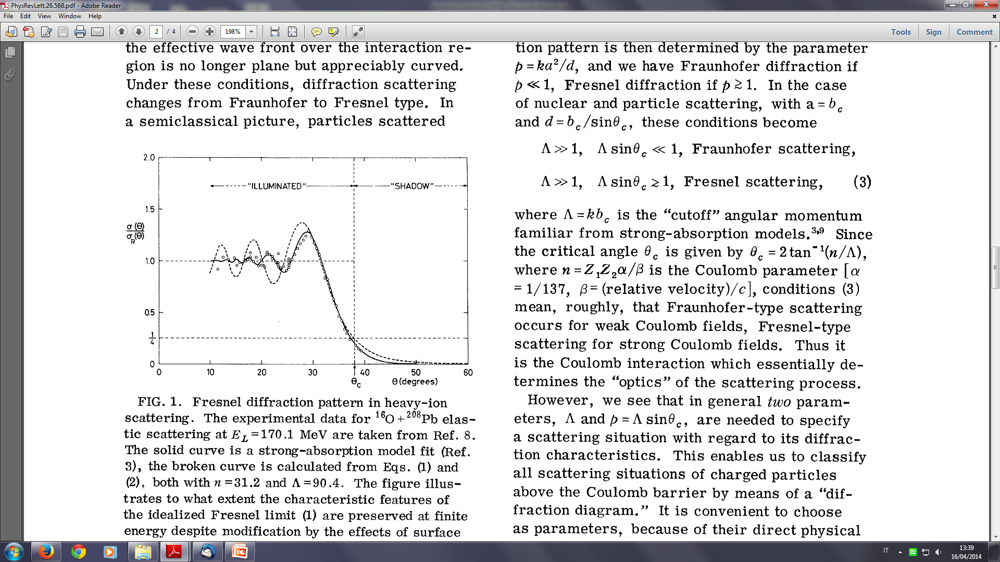 PhysRevLett.26.568.pdf - Adobe Reader
File Edit View Window Help
2 / 4 198% Tools Sign Comment
the effective wave front over the interaction re-
gion is no longer plane but appreciably curved.
Under these conditions, diffraction scattering
changes from Fraunhofer to Fresnel type. In
a semiclassical picture, particles scattered
2.0
"ILLUMINATED" "SHADOW"
1.5
σ(θ)
σR(θ)
1.0
0.5
1/4
0
0 10 20 30 40 50 60
θc θ(degrees)
FIG. 1. Fresnel diffraction pattern in heavy-ion
scattering. The experimental data for ¹⁶O + ²⁰⁸Pb elas-
tic scattering at E_L = 170.1 MeV are taken from Ref. 8.
The solid curve is a strong-absorption model fit (Ref.
3), the broken curve is calculated from Eqs. (1) and
(2), both with n = 31.2 and Λ = 90.4. The figure illus-
trates to what extent the characteristic features of
the idealized Fresnel limit (1) are preserved at finite
energy despite modification by the effects of surface
tion pattern is then determined by the parameter
p = ka²/d, and we have Fraunhofer diffraction if
p ≪ 1, Fresnel diffraction if p ≳ 1. In the case
of nuclear and particle scattering, with a = b_c
and d = b_c/sinθ_c, these conditions become
Λ ≫ 1, Λ sinθ_c ≪ 1, Fraunhofer scattering,
Λ ≫ 1, Λ sinθ_c ≳ 1, Fresnel scattering, (3)
where Λ = kb_c is the “cutoff” angular momentum
familiar from strong-absorption models.³,⁹ Since
the critical angle θ_c is given by θ_c = 2 tan⁻¹(n/Λ),
where n = Z₁Z₂α/β is the Coulomb parameter [α
= 1/137, β = (relative velocity)/c], conditions (3)
mean, roughly, that Fraunhofer-type scattering
occurs for weak Coulomb fields, Fresnel-type
scattering for strong Coulomb fields. Thus it
is the Coulomb interaction which essentially de-
termines the “optics” of the scattering process.
However, we see that in general two param-
eters, Λ and p = Λ sinθ_c, are needed to specify
a scattering situation with regard to its diffrac-
tion characteristics. This enables us to classify
all scattering situations of charged particles
above the Coulomb barrier by means of a “dif-
fraction diagram.” It is convenient to choose
as parameters, because of their direct physical
IT 13:39
16/04/2014